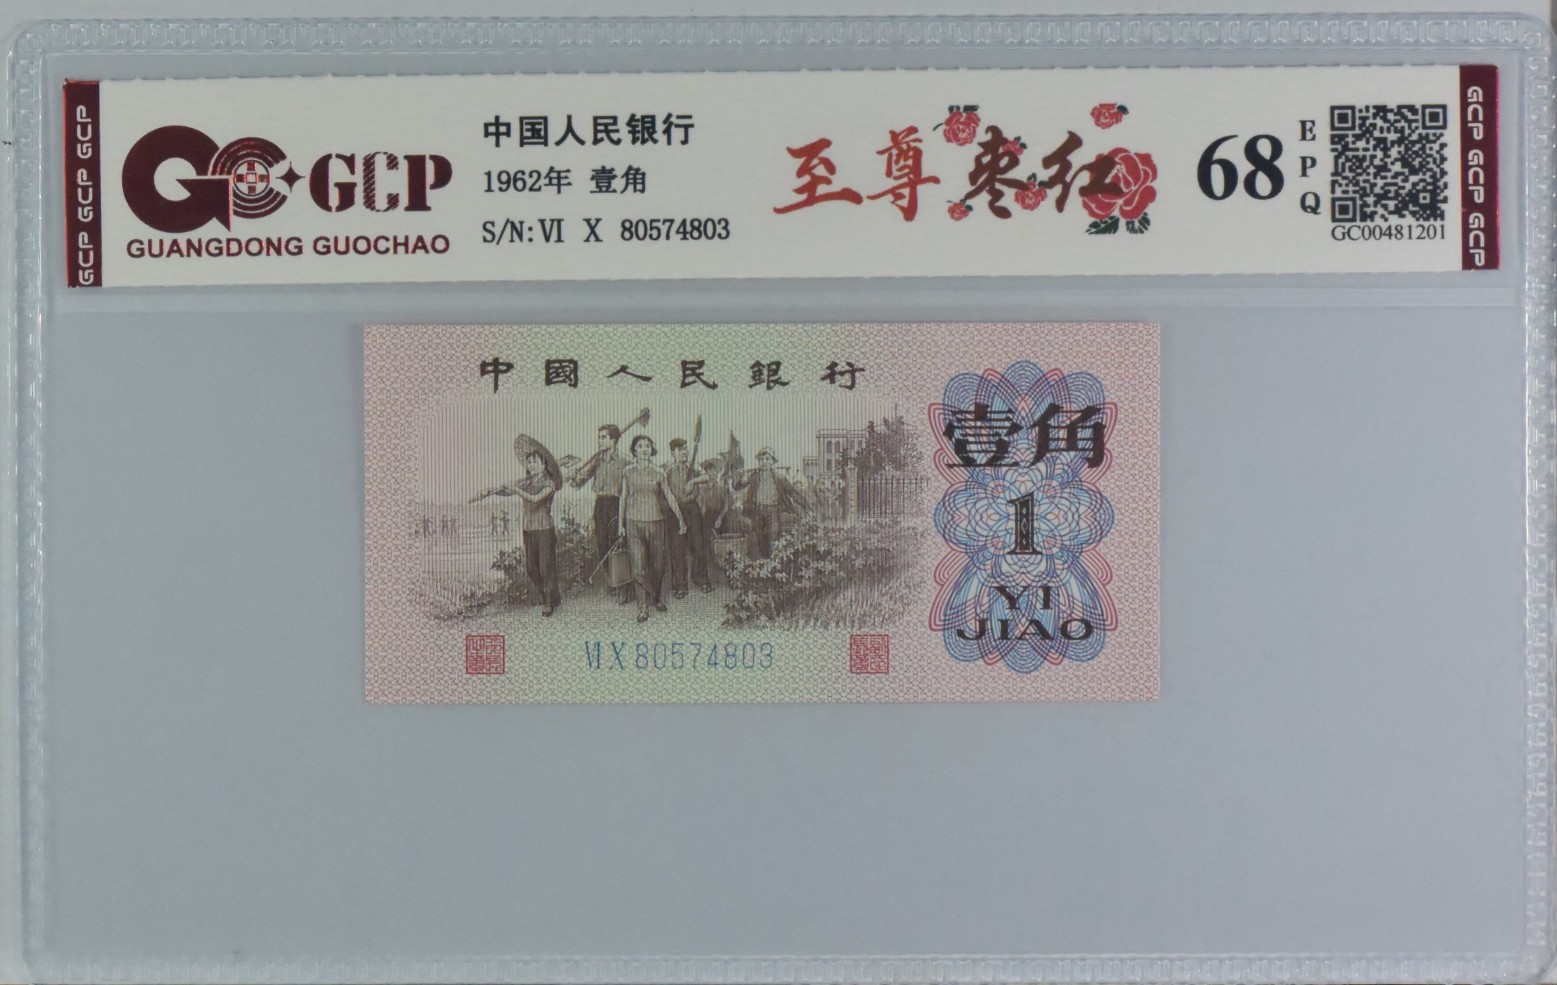 GCP GCP GCP
GCP
GUANGDONG GUOCHAO
中国人民银行
1962年 壹角
S/N: VI X 80574803
至尊枣红
68
EPQ
GC00481201
GCP GCP GCP
中國人民銀行
壹角
1
YI
JIAO
VI X 80574803